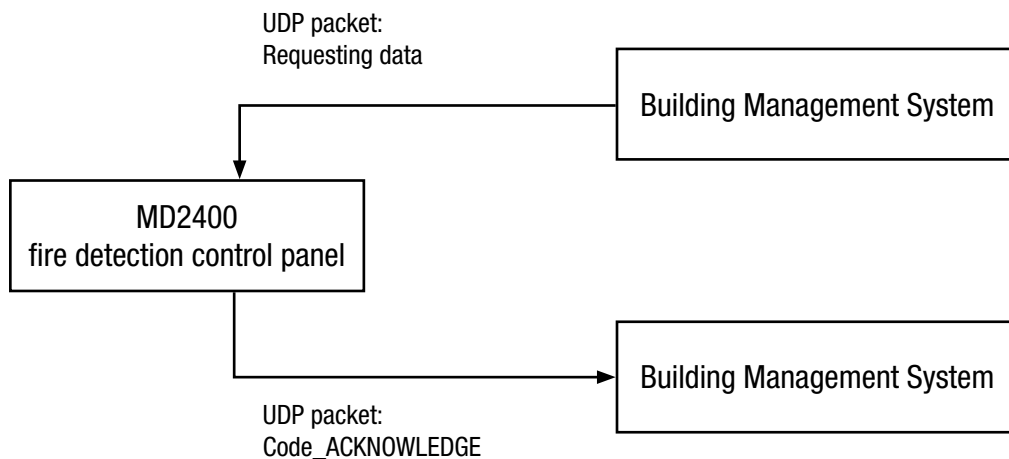 UDP packet:
Requesting data
Building Management System
MD2400
fire detection control panel
Building Management System
UDP packet:
Code_ACKNOWLEDGE